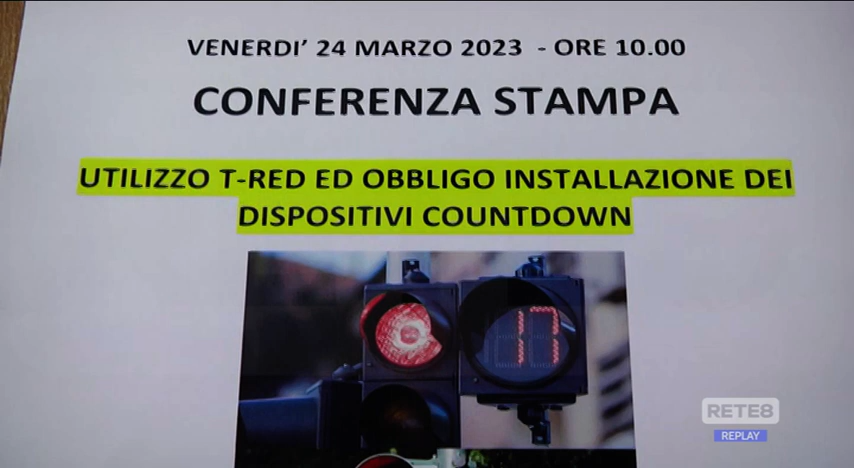 VENERDI’ 24 MARZO 2023  - ORE 10.00
CONFERENZA STAMPA
UTILIZZO T-RED ED OBBLIGO INSTALLAZIONE DEI
DISPOSITIVI COUNTDOWN
17
RETE8
REPLAY